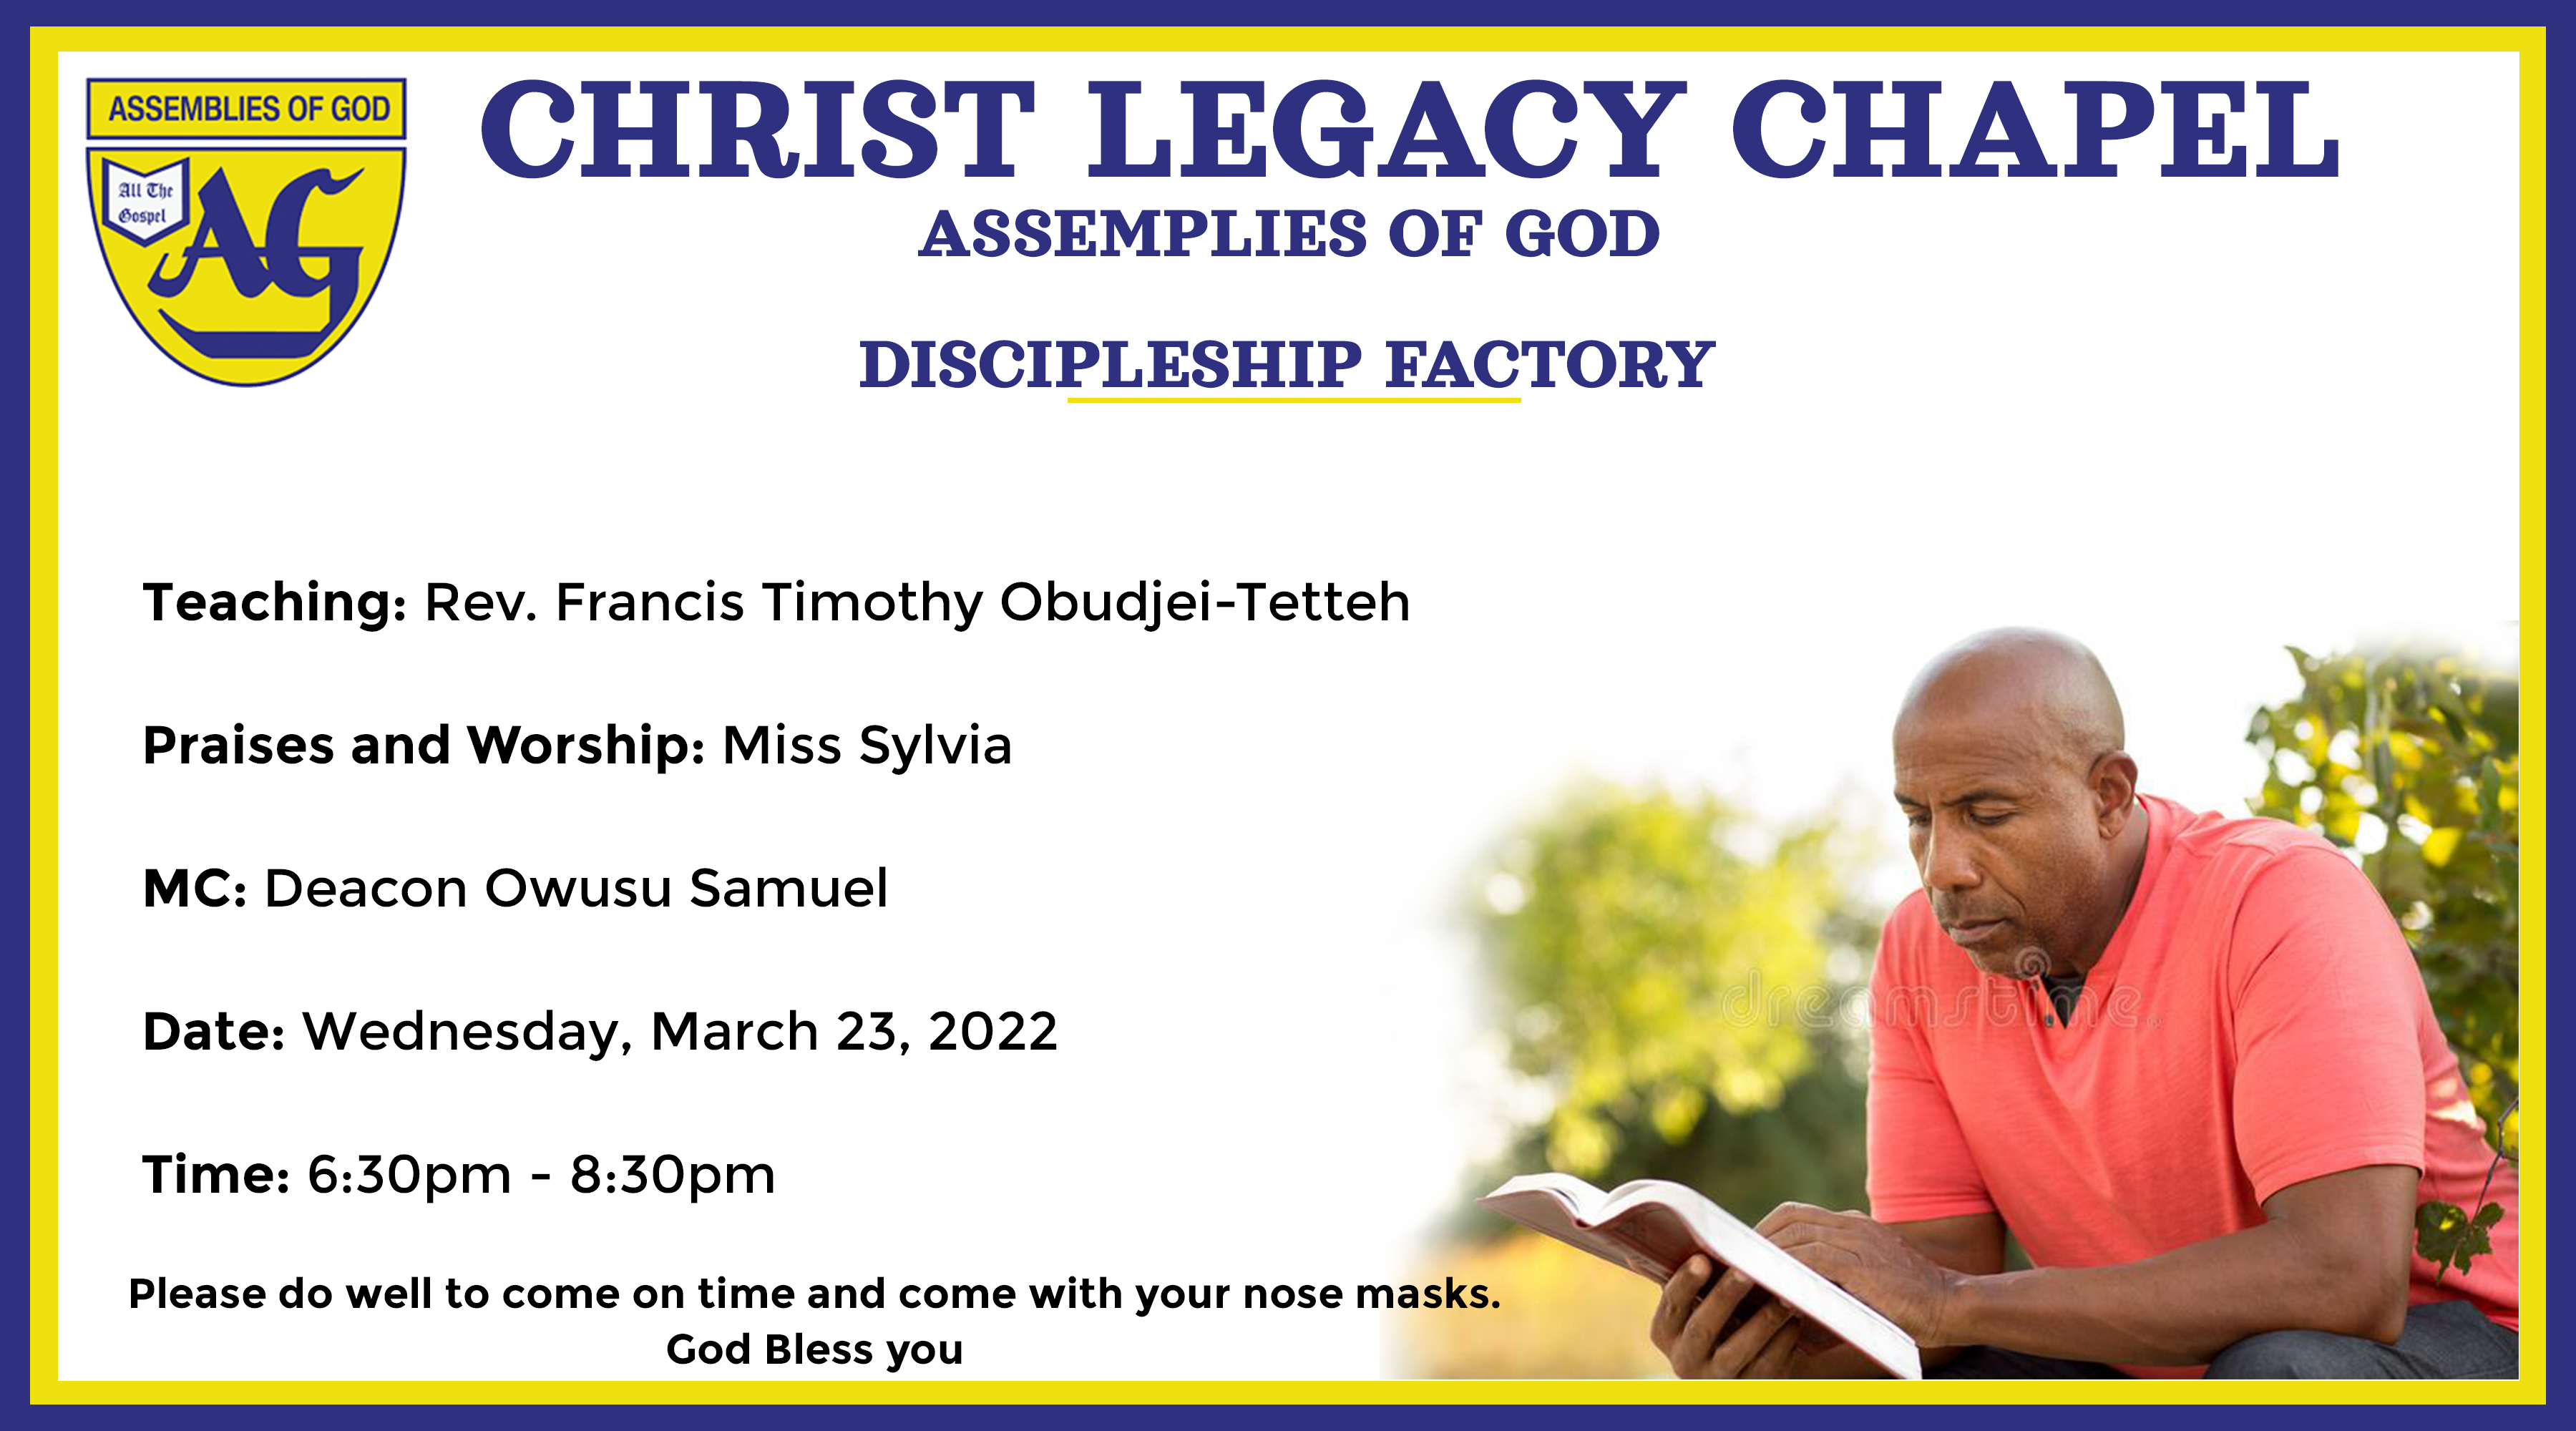 ASSEMBLIES OF GOD
All The
Gospel
AG
CHRIST LEGACY CHAPEL
ASSEMPLIES OF GOD
DISCIPLESHIP FACTORY
Teaching: Rev. Francis Timothy Obudjei-Tetteh
Praises and Worship: Miss Sylvia
MC: Deacon Owusu Samuel
Date: Wednesday, March 23, 2022
Time: 6:30pm - 8:30pm
Please do well to come on time and come with your nose masks.
God Bless you
dreamstime.